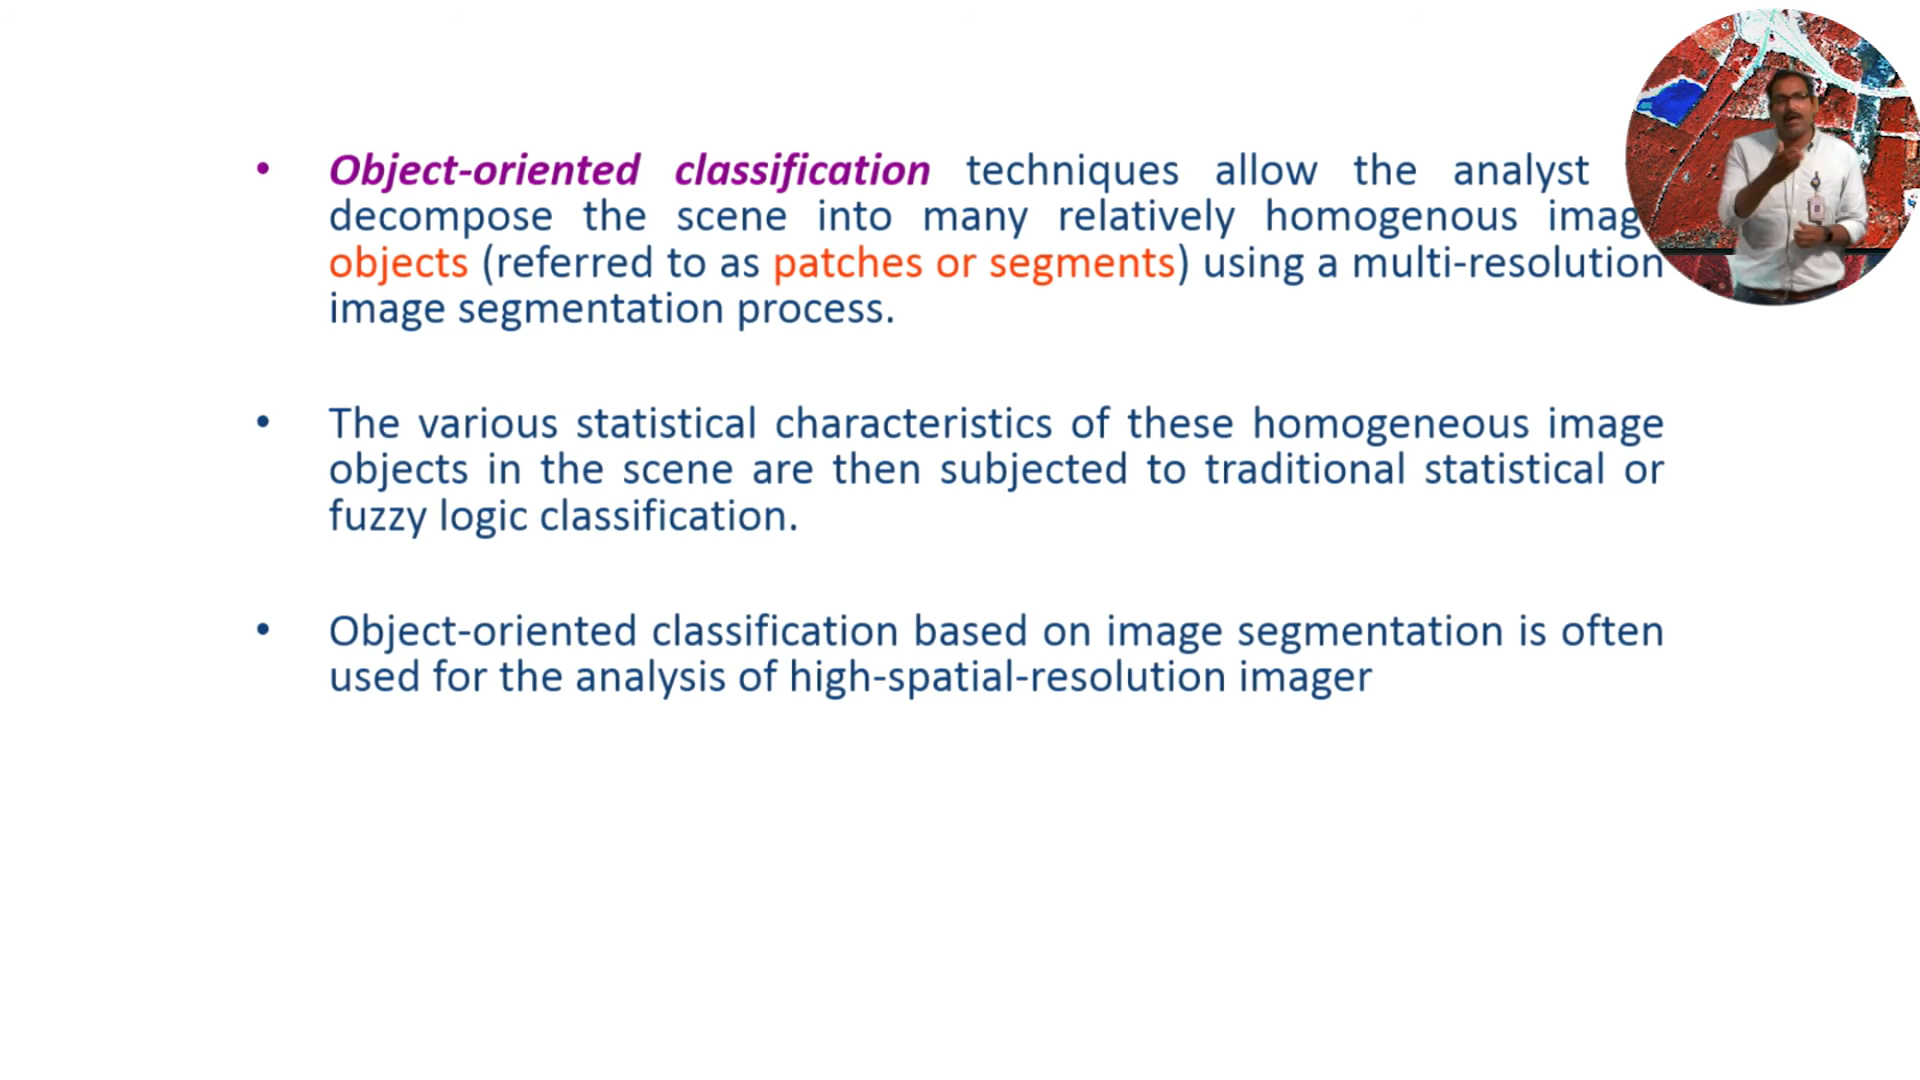 • Object-oriented classification techniques allow the analyst
decompose the scene into many relatively homogenous imag
objects (referred to as patches or segments) using a multi-resolution
image segmentation process.
• The various statistical characteristics of these homogeneous image
objects in the scene are then subjected to traditional statistical or
fuzzy logic classification.
• Object-oriented classification based on image segmentation is often
used for the analysis of high-spatial-resolution imager